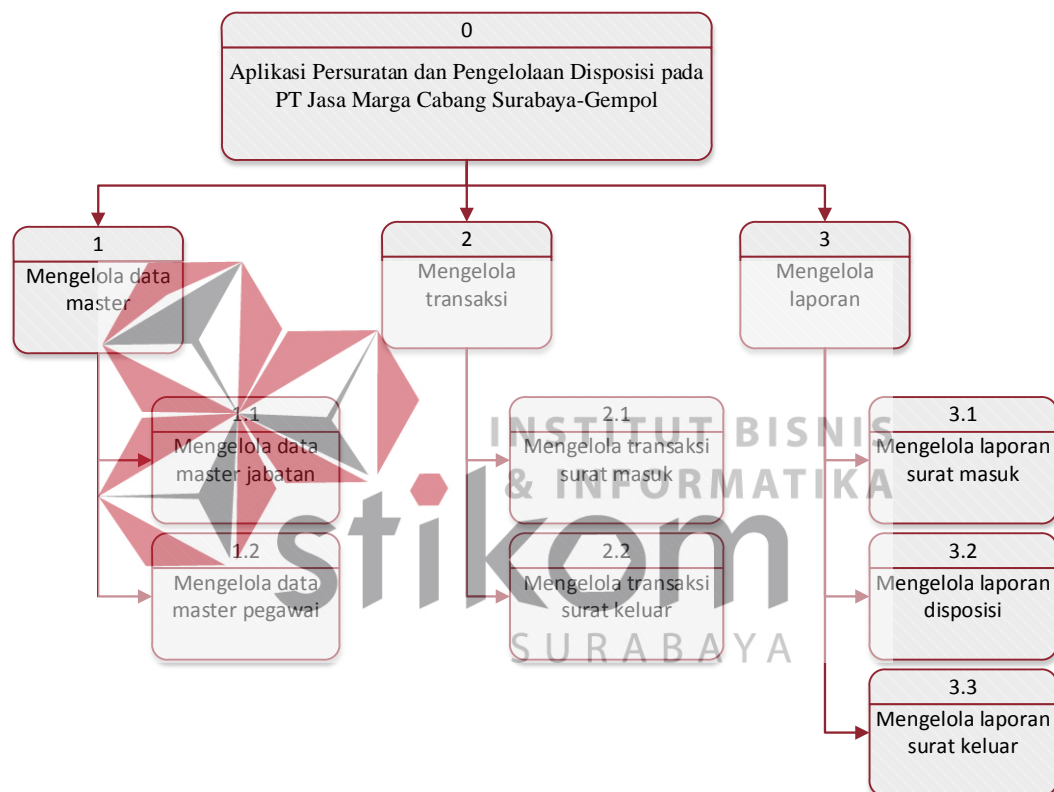 0
Aplikasi Persuratan dan Pengelolaan Disposisi pada
PT Jasa Marga Cabang Surabaya-Gempol
1
Mengelola data
master
2
Mengelola
transaksi
3
Mengelola
laporan
1.1
Mengelola data
master jabatan
1.2
Mengelola data
master pegawai
2.1
Mengelola transaksi
surat masuk
2.2
Mengelola transaksi
surat keluar
3.1
Mengelola laporan
surat masuk
3.2
Mengelola laporan
disposisi
3.3
Mengelola laporan
surat keluar
INSTITUT BISNIS
& INFORMATIKA
stikom
SURABAYA